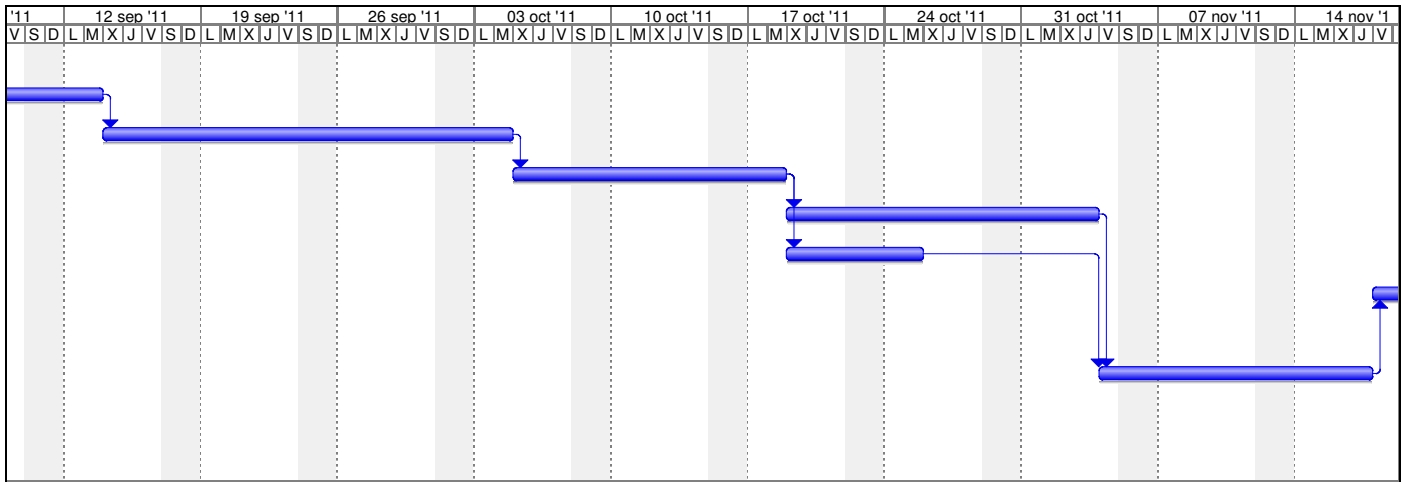 '11 12 sep '11 19 sep '11 26 sep '11 03 oct '11 10 oct '11 17 oct '11 24 oct '11 31 oct '11 07 nov '11 14 nov '1
V S D L M X J V S D L M X J V S D L M X J V S D L M X J V S D L M X J V S D L M X J V S D L M X J V S D L M X J V S D L M X J V S D L M X J V